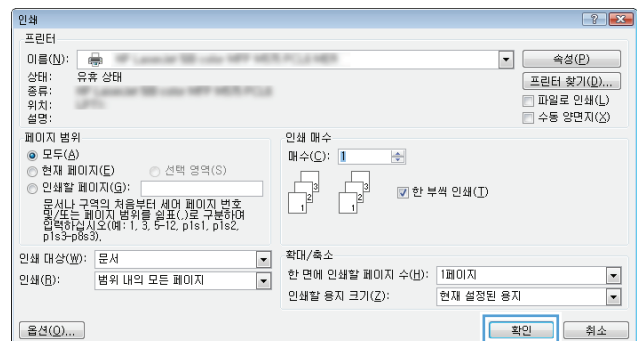 인쇄
프린터
이름(N): 속성(P)
상태: 유휴 상태 프린터 찾기(D)...
종류: 파일로 인쇄(L)
위치: 수동 양면지(X)
설명:
페이지 범위
모두(A)
현재 페이지(E) 선택 영역(S)
인쇄할 페이지(G):
문서나 구역의 처음부터 세어 페이지 번호
및/또는 페이지 범위를 쉼표(,)로 구분하여
입력하십시오(예: 1, 3, 5-12, p1s1, p1s2,
p1s3-p8s3).
인쇄 매수
매수(C): 1
3 3
2 2
1 1
한 부씩 인쇄(T)
인쇄 대상(W): 문서
인쇄(R): 범위 내의 모든 페이지
확대/축소
한 면에 인쇄할 페이지 수(H): 1페이지
인쇄할 용지 크기(Z): 현재 설정된 용지
옵션(O)... 확인 취소